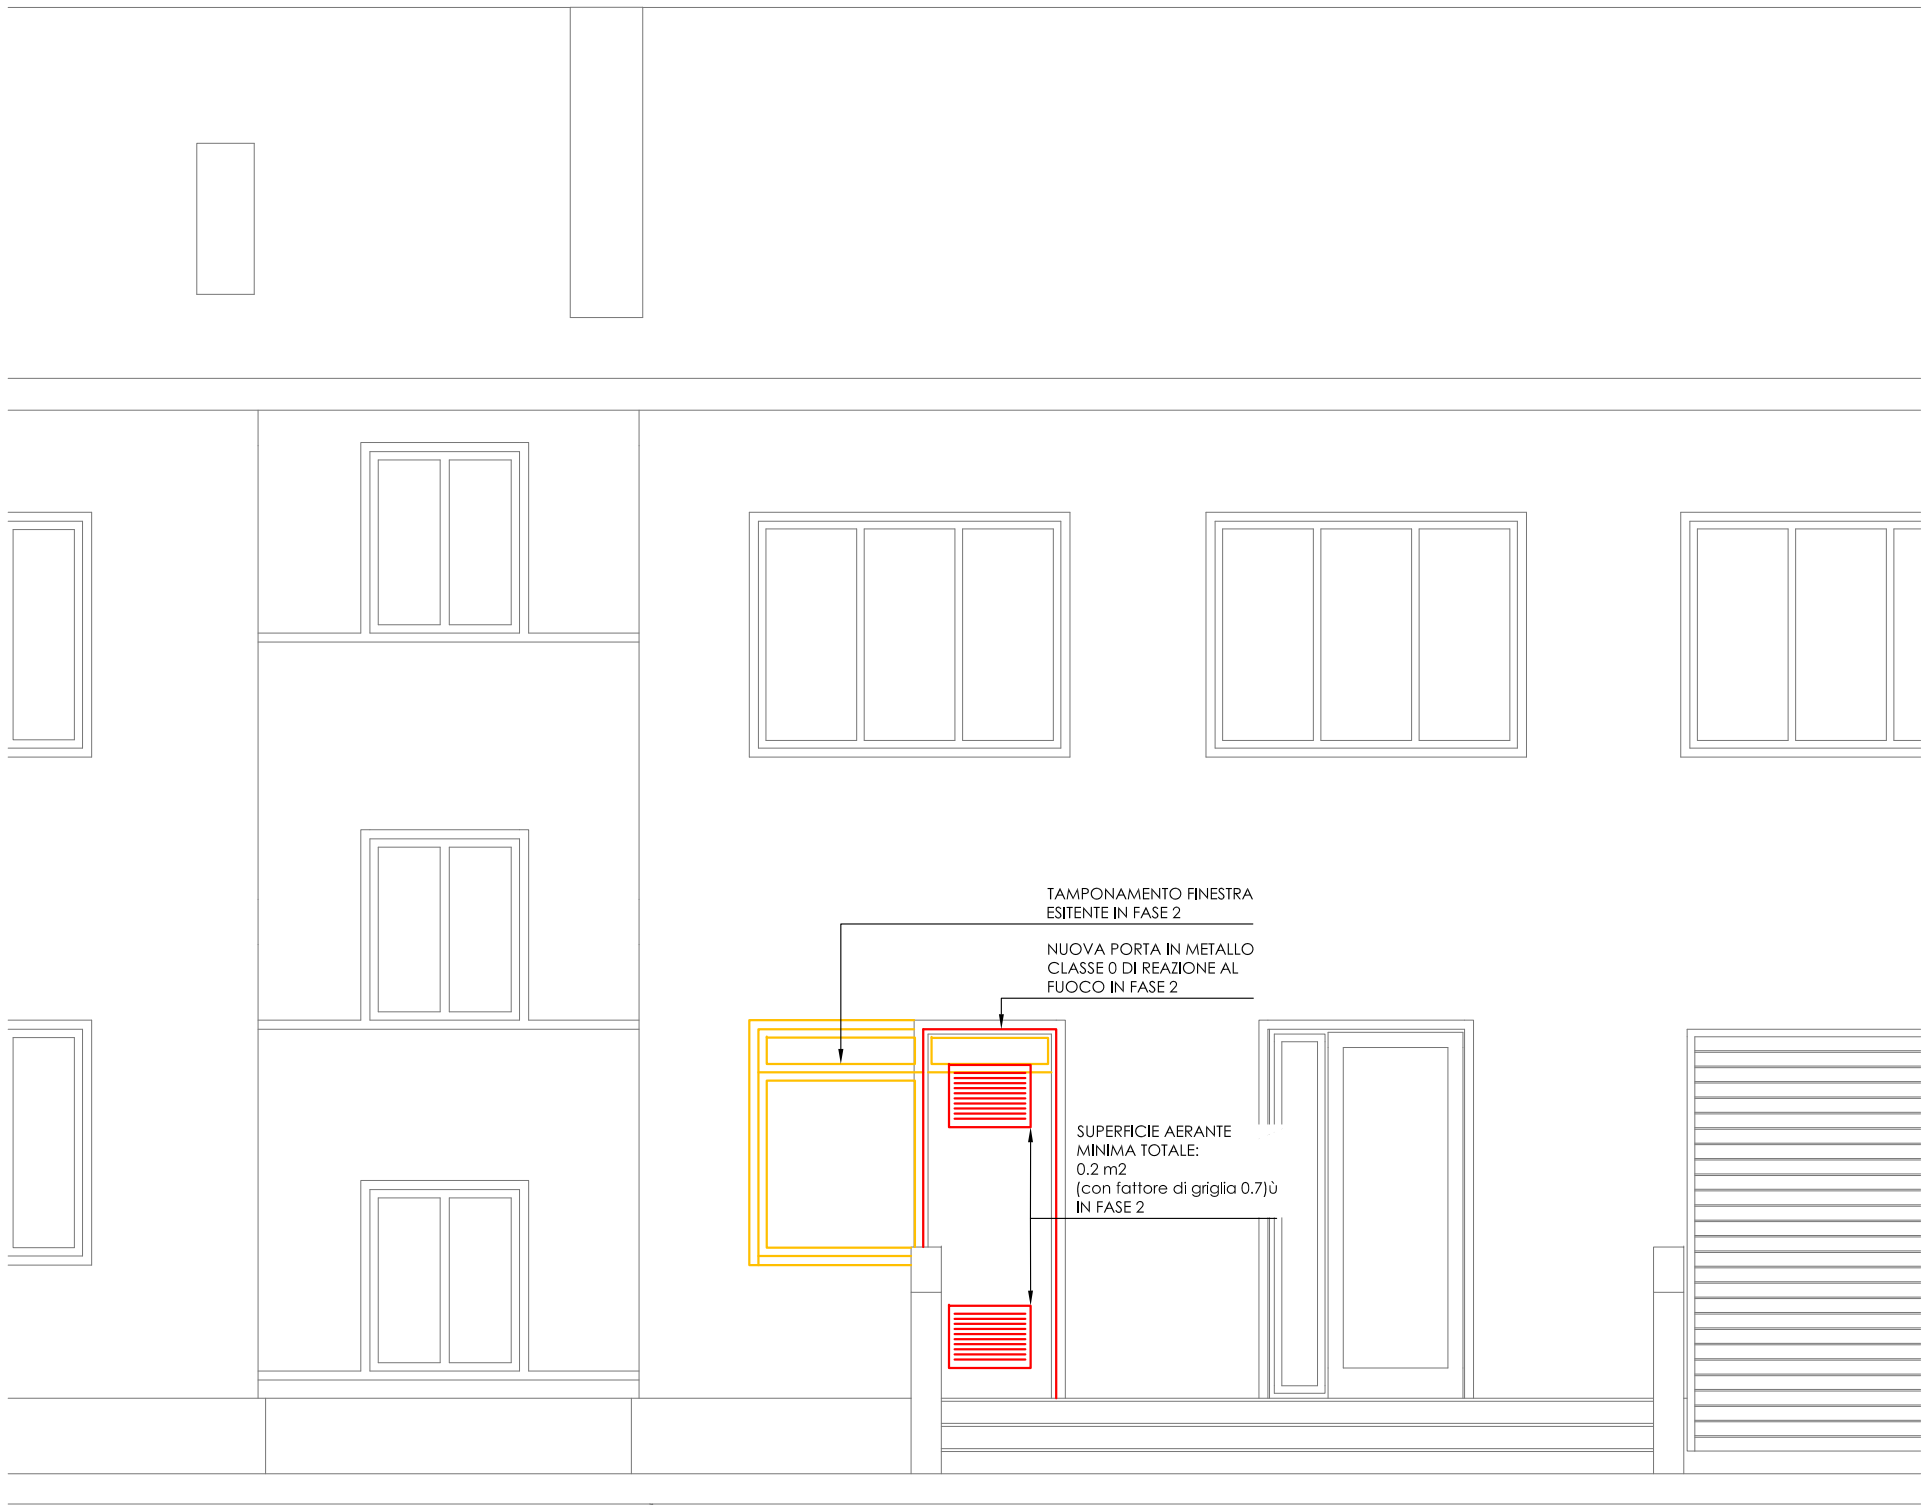 TAMPONAMENTO FINESTRA
ESITENTE IN FASE 2
NUOVA PORTA IN METALLO
CLASSE 0 DI REAZIONE AL
FUOCO IN FASE 2
SUPERFICIE AERANTE
MINIMA TOTALE:
0.2 m2
(con fattore di griglia 0.7)ù
IN FASE 2